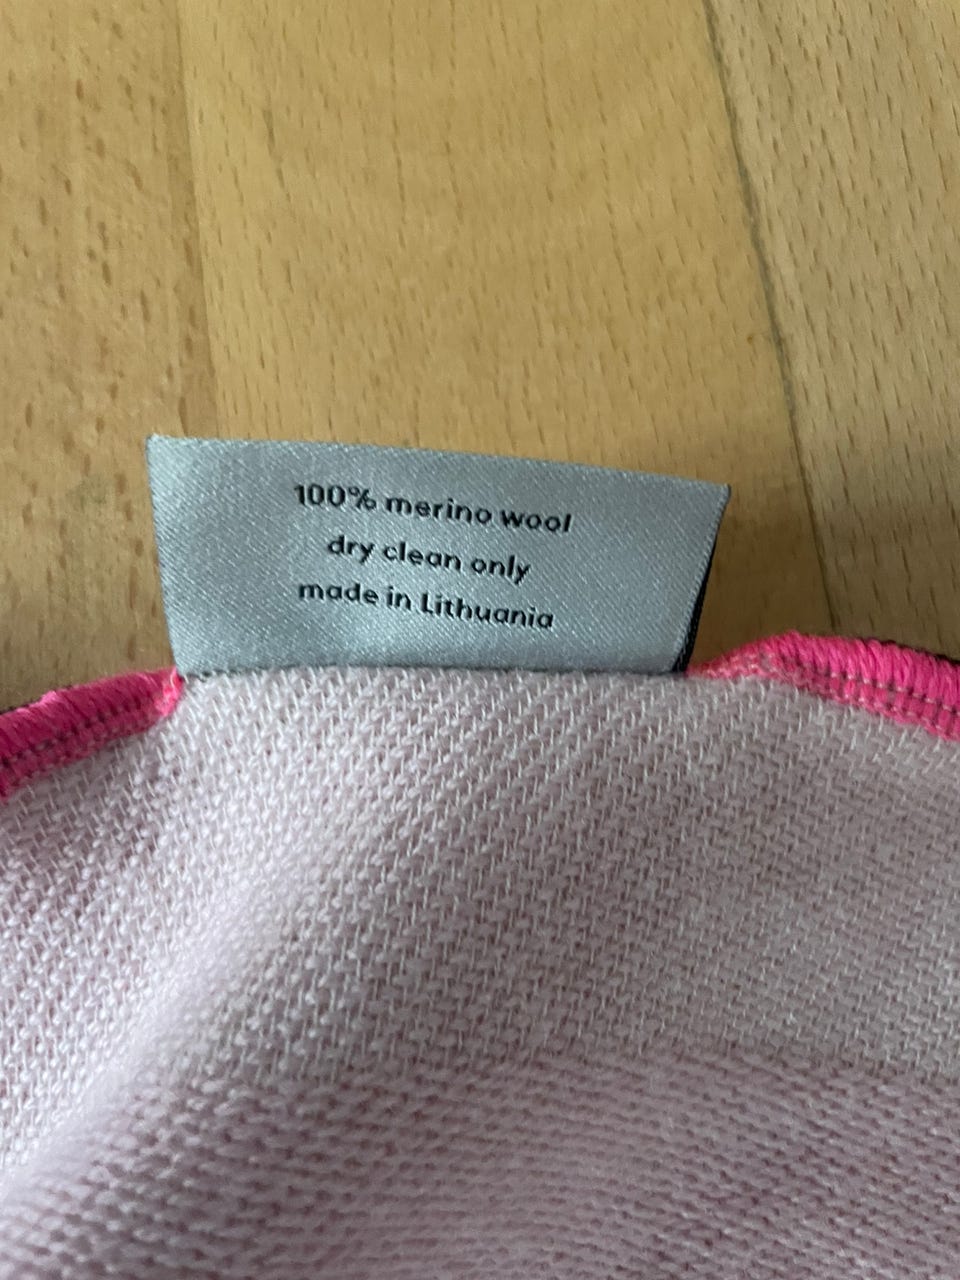 100% merino wool
dry clean only
made in Lithuania